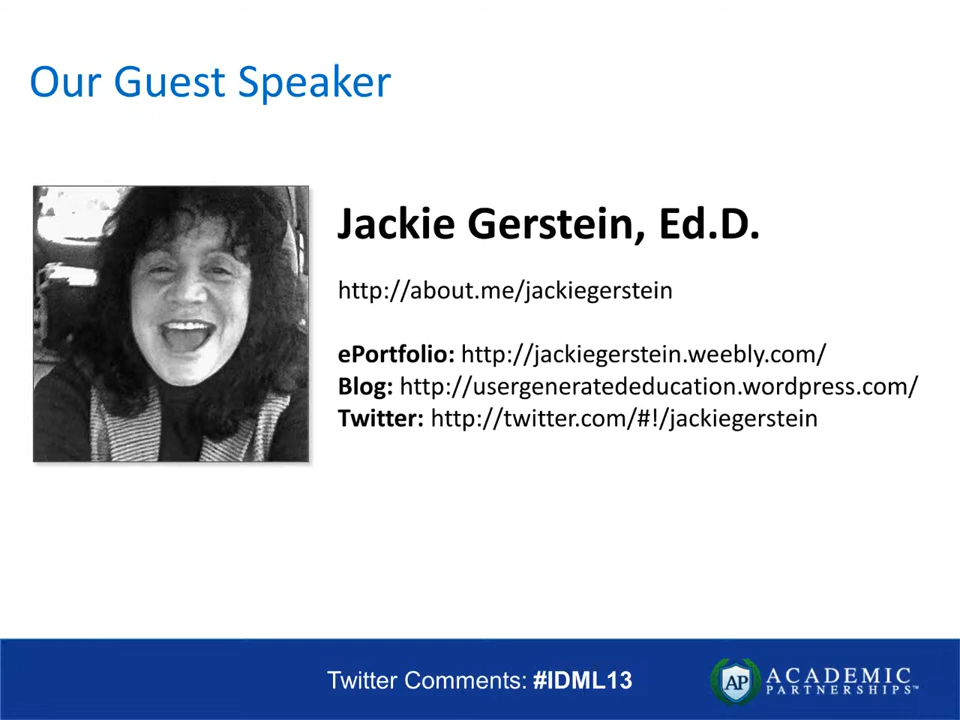 Our Guest Speaker
Jackie Gerstein, Ed.D.
http://about.me/jackiegerstein
ePortfolio: http://jackiegerstein.weebly.com/
Blog: http://usergeneratededucation.wordpress.com/
Twitter: http://twitter.com/#!/jackiegerstein
Twitter Comments: #IDML13
AP
ACADEMIC
PARTNERSHIPS™